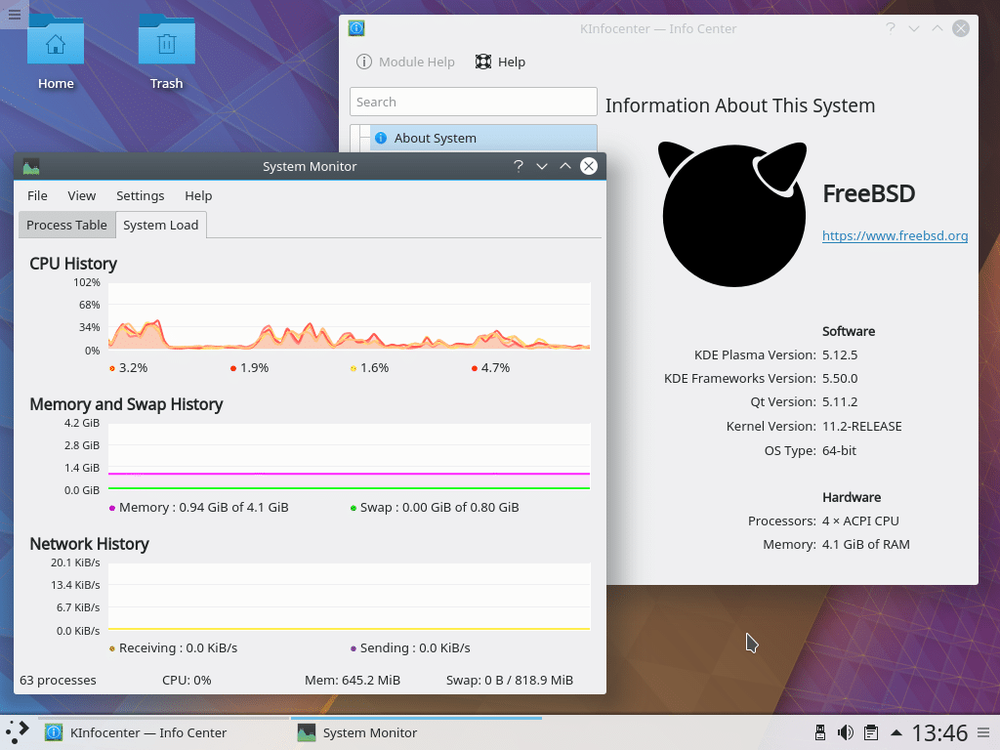 Home
Trash
KInfocenter — Info Center
Module Help
Help
Search
Information About This System
About System
FreeBSD
https://www.freebsd.org
Software
KDE Plasma Version: 5.12.5
KDE Frameworks Version: 5.50.0
Qt Version: 5.11.2
Kernel Version: 11.2-RELEASE
OS Type: 64-bit
Hardware
Processors: 4 × ACPI CPU
Memory: 4.1 GiB of RAM
System Monitor
File View Settings Help
Process Table System Load
CPU History
102%
68%
34%
0%
3.2% 1.9% 1.6% 4.7%
Memory and Swap History
4.2 GiB
2.8 GiB
1.4 GiB
0.0 GiB
Memory : 0.94 GiB of 4.1 GiB Swap : 0.00 GiB of 0.80 GiB
Network History
20.1 KiB/s
13.4 KiB/s
6.7 KiB/s
0.0 KiB/s
Receiving : 0.0 KiB/s Sending : 0.0 KiB/s
63 processes CPU: 0% Mem: 645.2 MiB Swap: 0 B / 818.9 MiB
KInfocenter — Info Center System Monitor 13:46